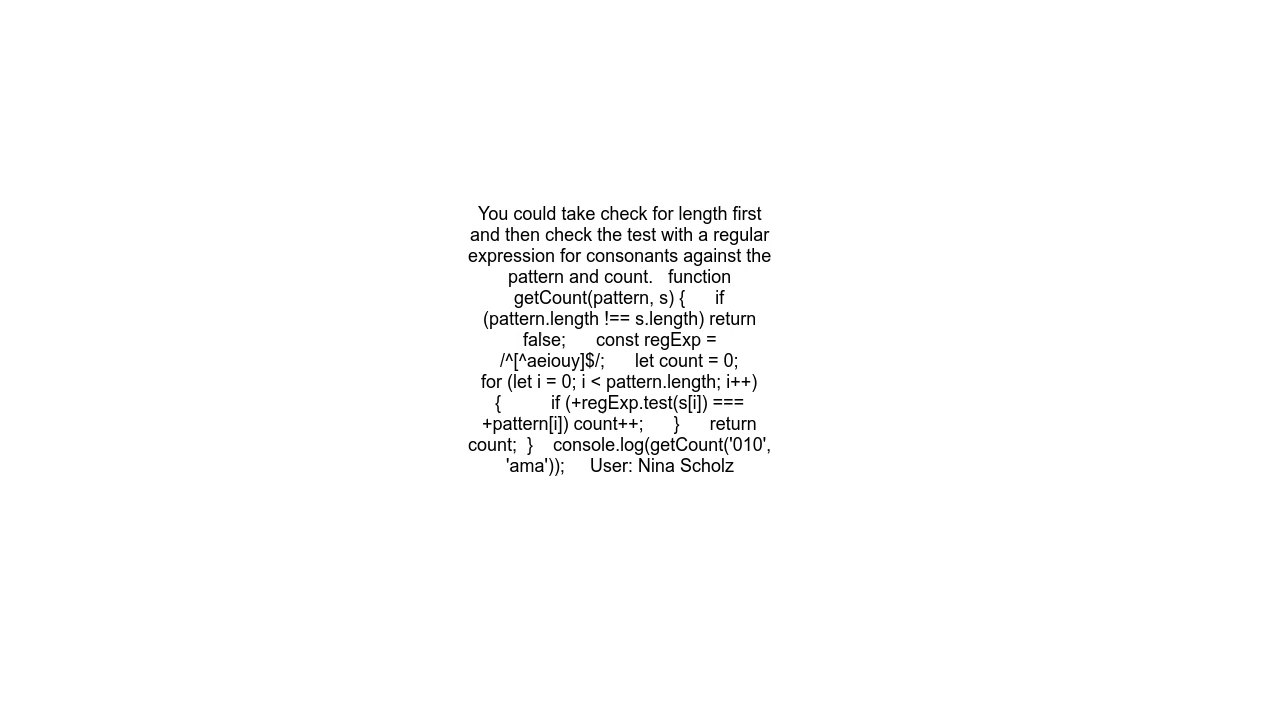 You could take check for length first
and then check the test with a regular
expression for consonants against the
pattern and count.   function
getCount(pattern, s) {      if
(pattern.length !== s.length) return
false;      const regExp =
/^[^aeiouy]$/;      let count = 0;
for (let i = 0; i < pattern.length; i++)
{          if (+regExp.test(s[i]) ===
+pattern[i]) count++;      }      return
count;  }    console.log(getCount('010',
'ama'));     User: Nina Scholz